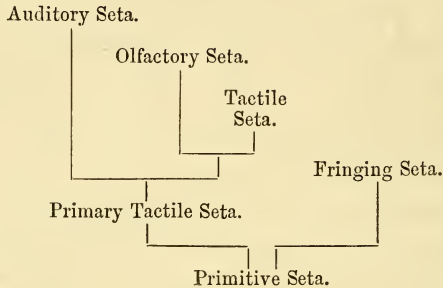 Auditory Seta.
Olfactory Seta.
Tactile
Seta.
Fringing Seta.
Primary Tactile Seta.
Primitive Seta.